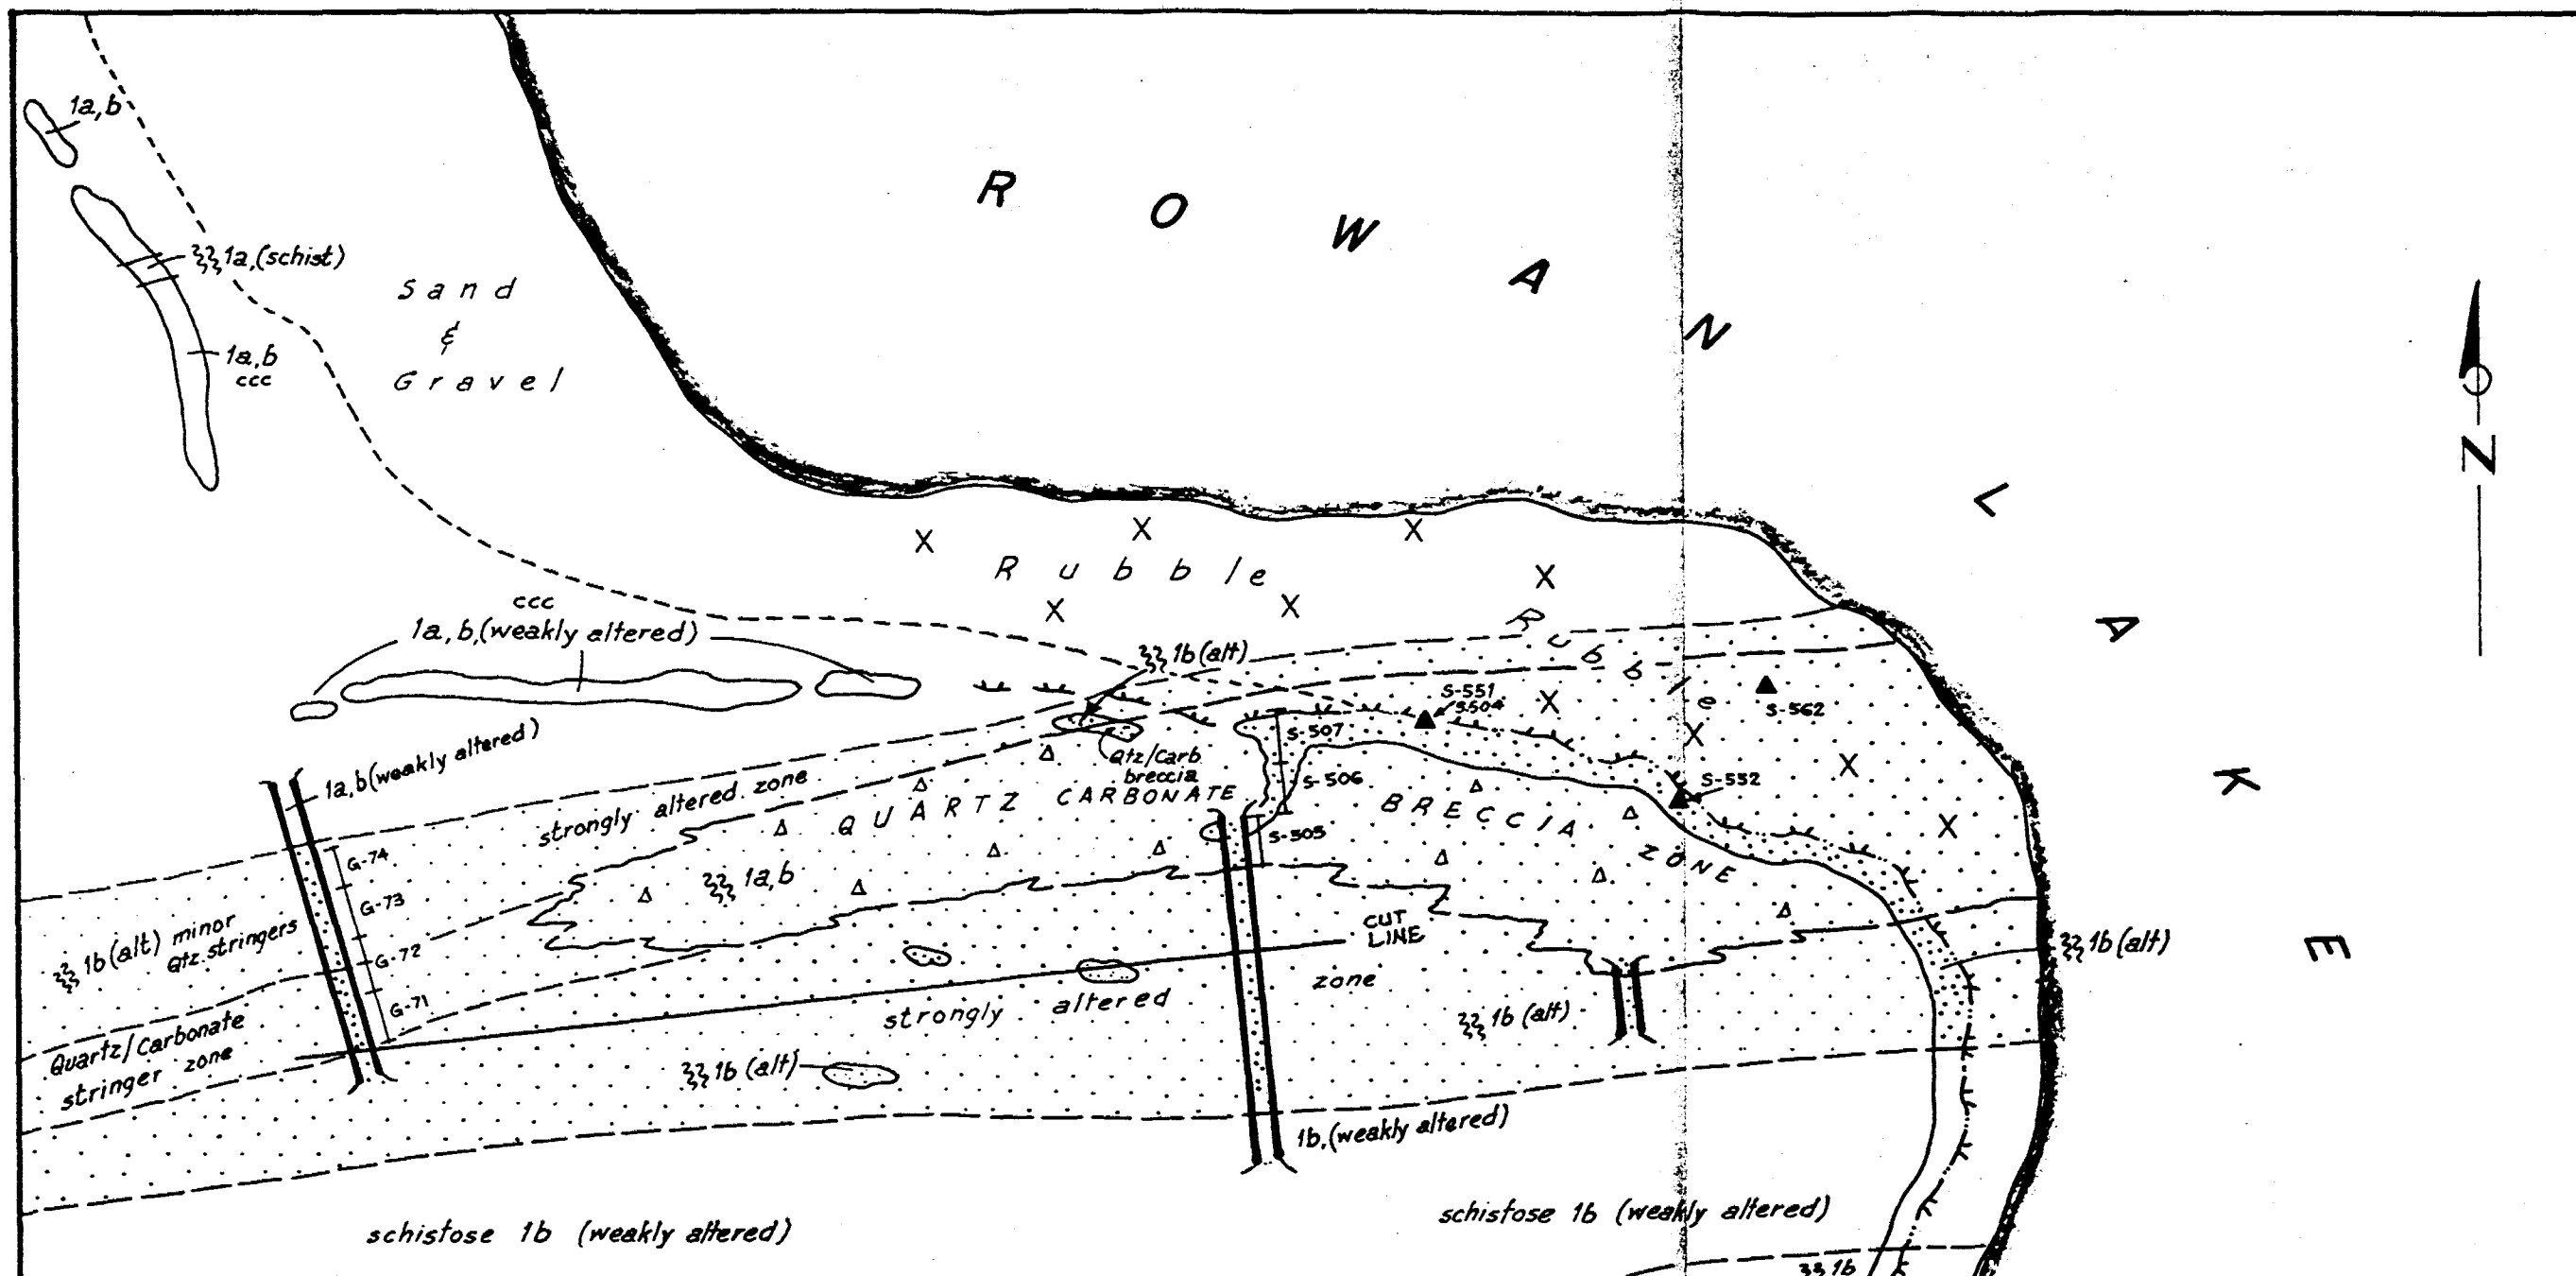 R O W A N
L A K E
N
1a,b
1a,(schist)
1a,b
ccc
Sand
&
Gravel
Rubble
Rubble
ccc
1a,b,(weakly altered)
1b (alt)
S-551
S504
S-562
S-507
S-506
S-505
S-552
Qtz/Carb
breccia
1a,b(weakly altered)
strongly altered zone
QUARTZ CARBONATE BRECCIA ZONE
1a,b
G-74
G-73
G-72
G-71
1b (alt) minor
Qtz stringers
Quartz/Carbonate
stringer zone
CUT
LINE
strongly altered zone
1b (alt)
1b (alt)
1b (alt)
1b,(weakly altered)
schistose 1b (weakly altered)
schistose 1b (weakly altered)
1b